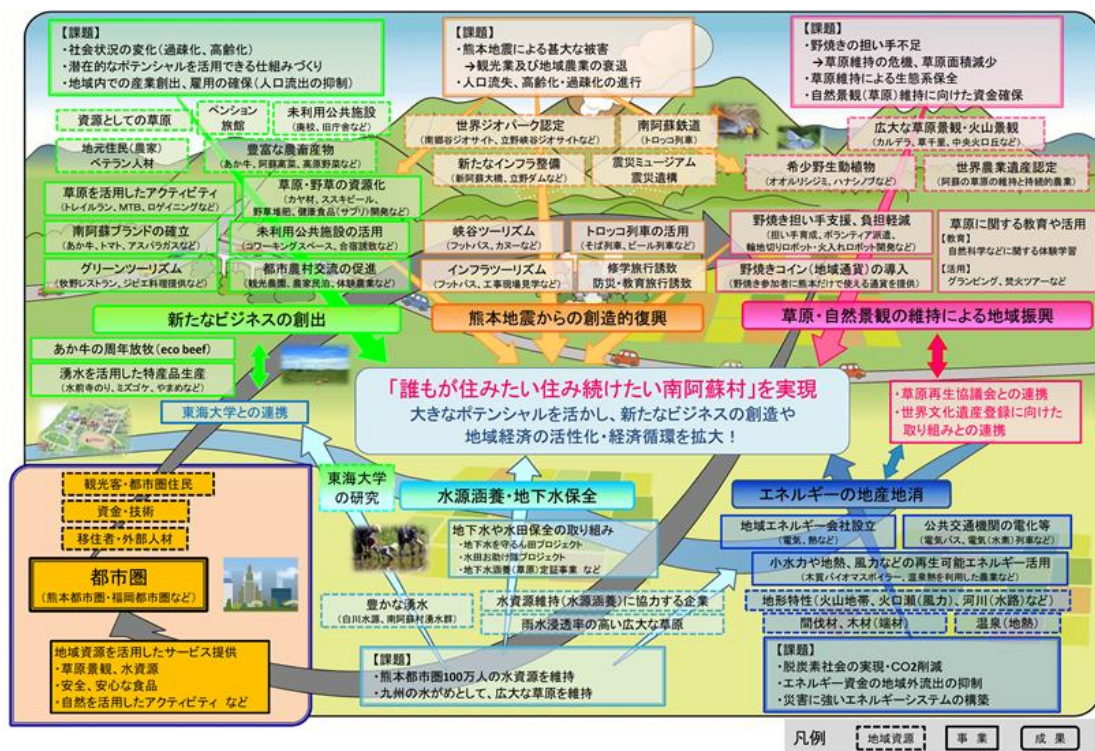 【課題】
・社会状況の変化(過疎化、高齢化)
・潜在的なポテンシャルを活用できる仕組みづくり
・地域内での産業創出、雇用の確保(人口流出の抑制)
資源としての草原
ペンション
旅館
未利用公共施設
(廃校、旧庁舎など)
地元住民(農家)
ベテラン人材
豊富な農畜産物
(あか牛、阿蘇高菜、高原野菜など)
草原を活用したアクティビティ
(トレイルラン、MTB、ロゲイニングなど)
草原・野草の資源化
(カヤ材、ススキビール、
野草堆肥、健康食品(サプリ)開発など)
南阿蘇ブランドの確立
(あか牛、トマト、アスパラガスなど)
未利用公共施設の活用
(コワーキングスペース、合宿誘致など)
グリーンツーリズム
(牧野レストラン、ジビエ料理提供など)
都市農村交流の促進
(観光農園、農家民泊、体験農業など)
新たなビジネスの創出
あか牛の周年放牧(eco beef)
湧水を活用した特産品生産
(水前寺のり、ミズゴケ、やまめなど)
東海大学との連携
【課題】
・熊本地震による甚大な被害
→観光業及び地域農業の衰退
・人口流失、高齢化・過疎化の進行
世界ジオパーク認定
(南郷谷ジオサイト、立野峡谷ジオサイトなど)
南阿蘇鉄道
(トロッコ列車)
新たなインフラ整備
(新阿蘇大橋、立野ダムなど)
震災ミュージアム
震災遺構
峡谷ツーリズム
(フットパス、カヌーなど)
トロッコ列車の活用
(そば列車、ビール列車など)
インフラツーリズム
(フットパス、工事現場見学など)
修学旅行誘致
防災・教育旅行誘致
熊本地震からの創造的復興
【課題】
・野焼きの担い手不足
→草原維持の危機、草原面積減少
・草原維持による生態系保全
・自然景観(草原)維持に向けた資金確保
広大な草原景観・火山景観
(カルデラ、草千里、中央火口丘など)
希少野生動植物
(オオルリシジミ、ハナシノブなど)
世界農業遺産認定
(阿蘇の草原の維持と持続的農業)
野焼き担い手支援、負担軽減
(担い手育成、ボランティア派遣、
輪地切りロボット・火入れロボット開発など)
野焼きコイン(地域通貨)の導入
(野焼き参加者に熊本だけで使える通貨を提供)
草原に関する教育や活用
【教育】
自然科学などに関する体験学習
【活用】
グランピング、焚火ツアーなど
草原・自然景観の維持による地域振興
・草原再生協議会との連携
・世界文化遺産登録に向けた
取り組みとの連携
「誰もが住みたい住み続けたい南阿蘇村」を実現
大きなポテンシャルを活かし、新たなビジネスの創造や
地域経済の活性化・経済循環を拡大！
観光客・都市圏住民
資金・技術
移住者・外部人材
都市圏
(熊本都市圏・福岡都市圏など)
地域資源を活用したサービス提供
・草原景観、水資源
・安全、安心な食品
・自然を活用したアクティビティ など
東海大学
の研究
水源涵養・地下水保全
地下水や水田保全の取り組み
・地下水を守るん田プロジェクト
・水田お助け隊プロジェクト
・地下水涵養(草原)定証事業 など
豊かな湧水
(白川水源、南阿蘇村湧水群)
水資源維持(水源涵養)に協力する企業
雨水浸透率の高い広大な草原
【課題】
・熊本都市圏100万人の水資源を維持
・九州の水がめとして、広大な草原を維持
エネルギーの地産地消
地域エネルギー会社設立
(電気、熱など)
公共交通機関の電化等
(電気バス、電気(水素)列車など)
小水力や地熱、風力などの再生可能エネルギー活用
(木質バイオマスボイラー、温泉熱を利用した農業など)
地形特性(火山地帯、火口瀬(風力)、河川(水路)など)
間伐材、木材(端材)
温泉(地熱)
【課題】
・脱炭素社会の実現・CO2削減
・エネルギー資金の地域外流出の抑制
・災害に強いエネルギーシステムの構築
凡例
地域資源
事業
成果